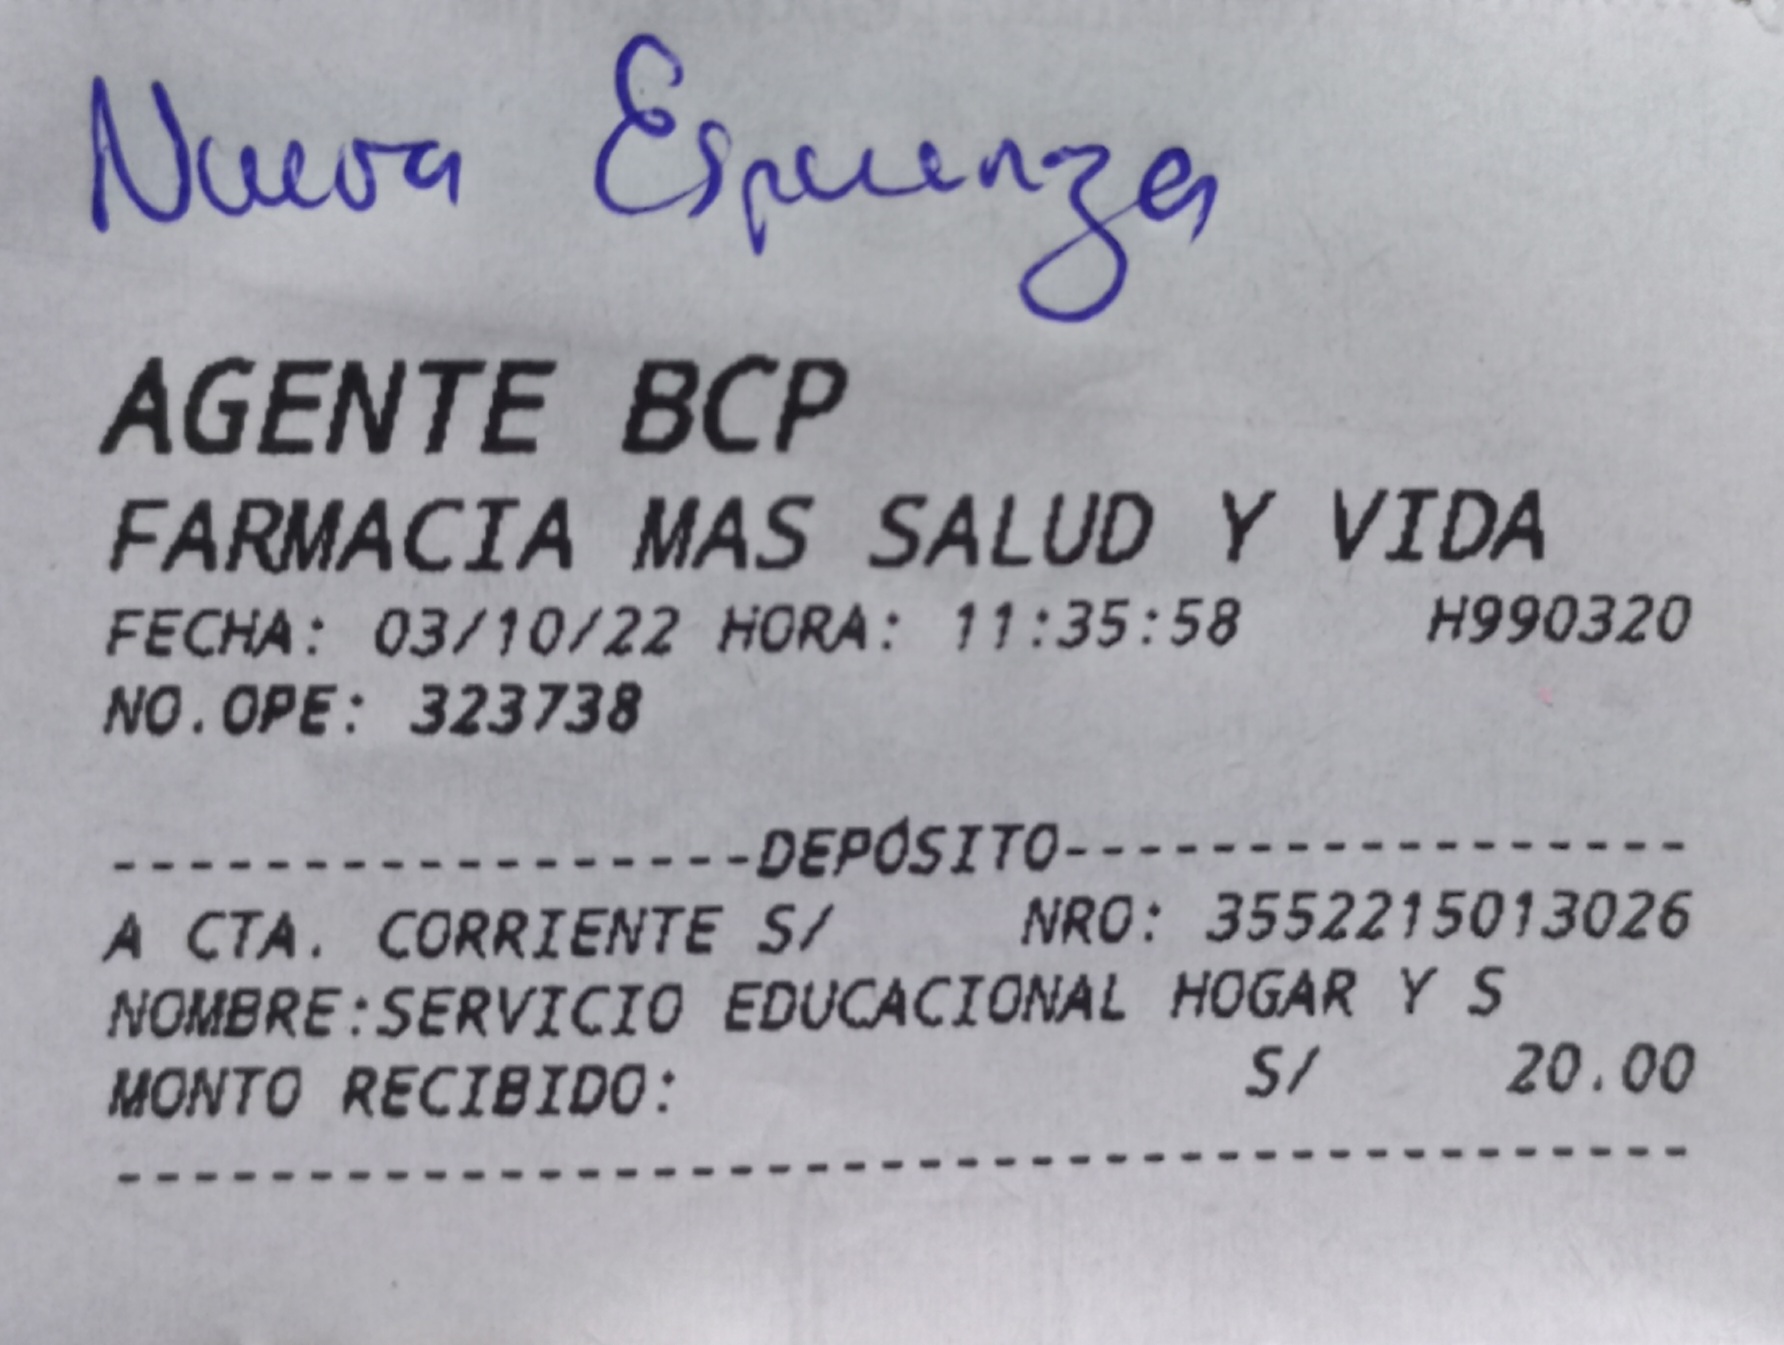 Nueva Esperanza
AGENTE BCP
FARMACIA MAS SALUD Y VIDA
FECHA: 03/10/22 HORA: 11:35:58 H990320
NO.OPE: 323738
-----------------DEPÓSITO-----------------
A CTA. CORRIENTE S/ NRO: 3552215013026
NOMBRE:SERVICIO EDUCACIONAL HOGAR Y S
MONTO RECIBIDO: S/ 20.00
------------------------------------------